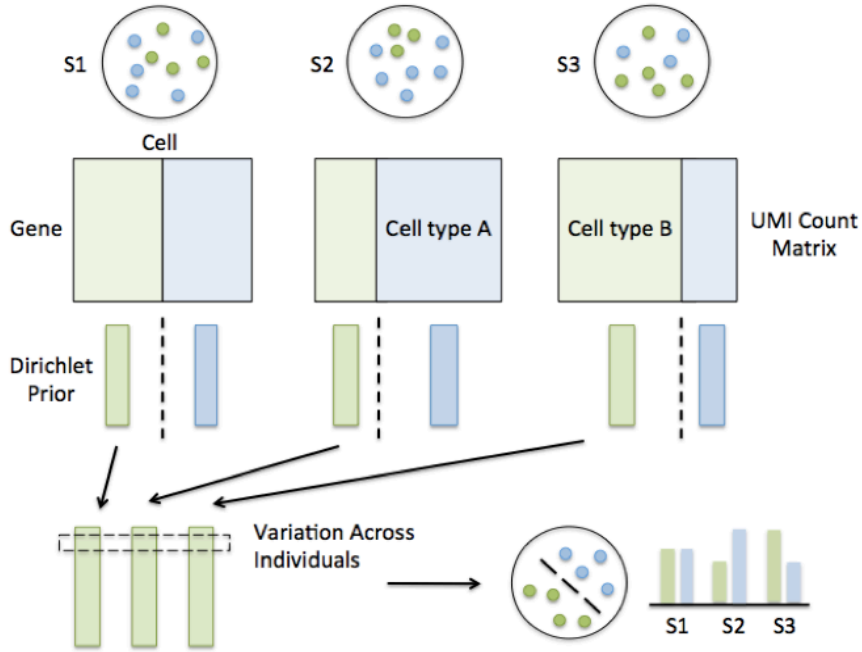 S1
S2
S3
Cell
Gene
Cell type A
Cell type B
UMI Count
Matrix
Dirichlet
Prior
Variation Across
Individuals
S1 S2 S3